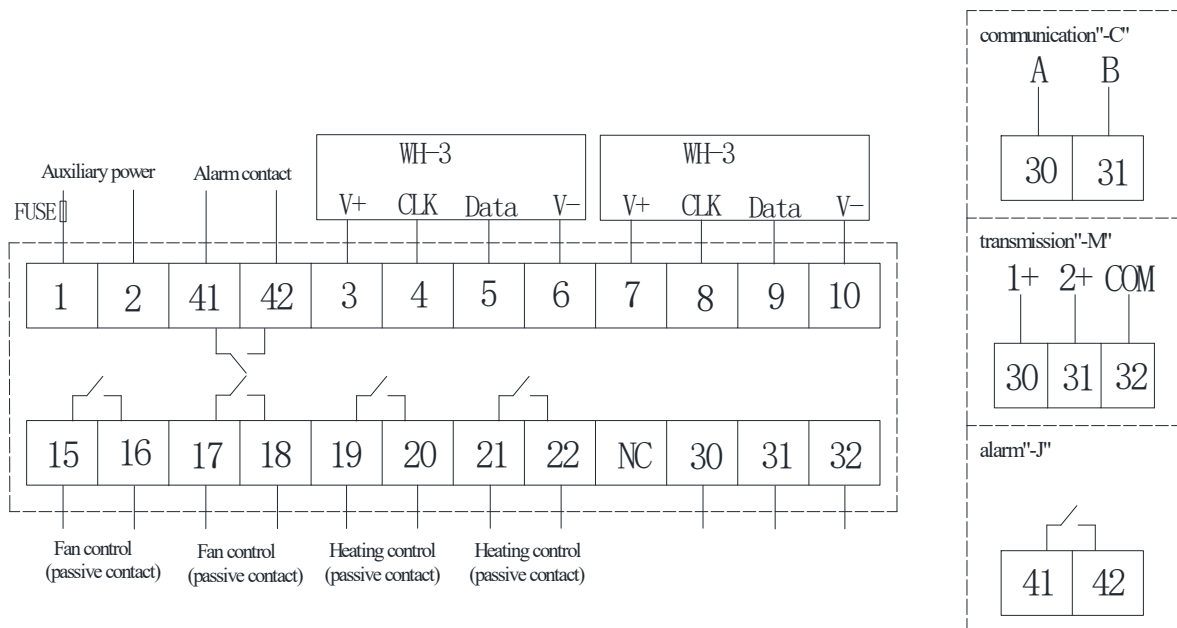 Auxiliary power
Alarm contact
FUSE
WH-3
V+ CLK Data V-
WH-3
V+ CLK Data V-
1 2 41 42 3 4 5 6 7 8 9 10
15 16 17 18 19 20 21 22 NC 30 31 32
Fan control
(passive contact)
Fan control
(passive contact)
Heating control
(passive contact)
Heating control
(passive contact)
communication"-C"
A B
30 31
transmission"-M"
1+ 2+ COM
30 31 32
alarm"-J"
41 42